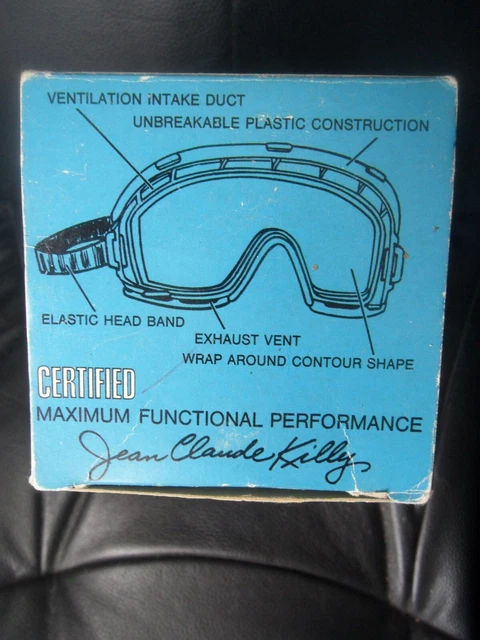 VENTILATION INTAKE DUCT
UNBREAKABLE PLASTIC CONSTRUCTION
ELASTIC HEAD BAND
EXHAUST VENT
WRAP AROUND CONTOUR SHAPE
CERTIFIED
MAXIMUM FUNCTIONAL PERFORMANCE
Jean Claude Killy